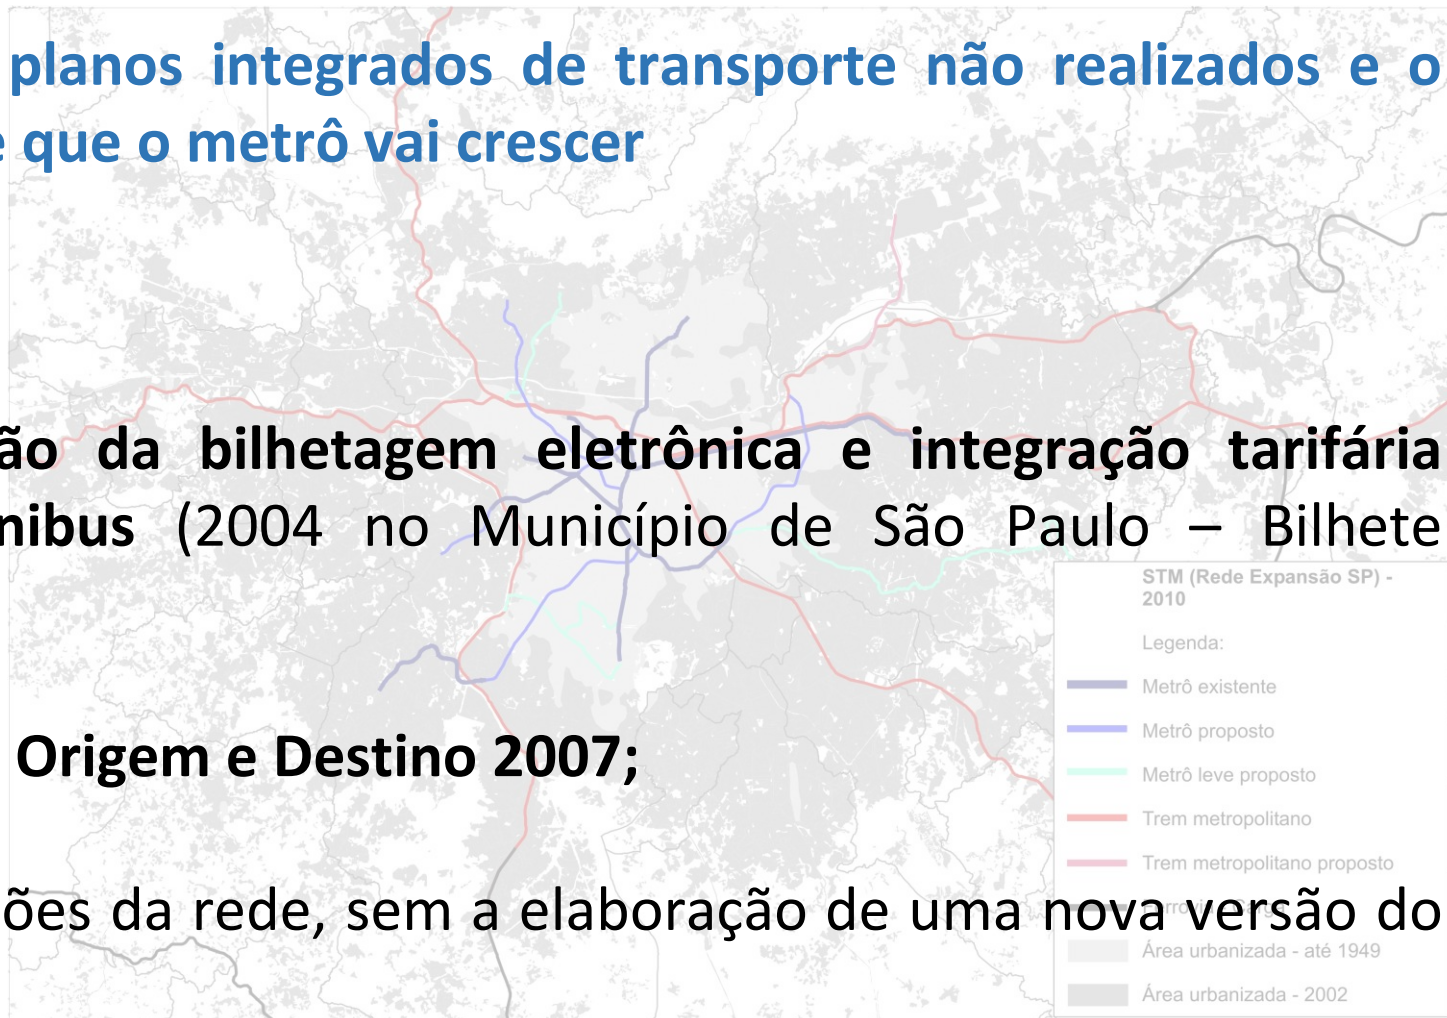 planos integrados de transporte não realizados e o
e que o metrô vai crescer
ão da bilhetagem eletrônica e integração tarifária
nibus (2004 no Município de São Paulo – Bilhete
STM (Rede Expansão SP) -
2010
Legenda:
Metrô existente
Metrô proposto
Metrô leve proposto
Origem e Destino 2007;
Trem metropolitano
Trem metropolitano proposto
ões da rede, sem a elaboração de uma nova versão do
Área urbanizada - até 1949
Área urbanizada - 2002